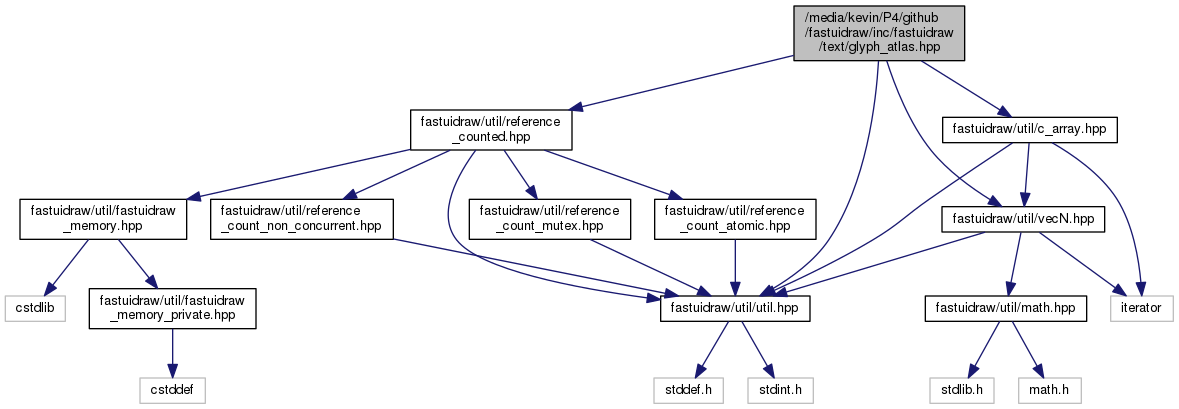 /media/kevin/P4/github
/fastuidraw/inc/fastuidraw
/text/glyph_atlas.hpp
fastuidraw/util/reference
_counted.hpp
fastuidraw/util/c_array.hpp
fastuidraw/util/fastuidraw
_memory.hpp
fastuidraw/util/reference
_count_non_concurrent.hpp
fastuidraw/util/reference
_count_mutex.hpp
fastuidraw/util/reference
_count_atomic.hpp
fastuidraw/util/vecN.hpp
cstdlib
fastuidraw/util/fastuidraw
_memory_private.hpp
fastuidraw/util/util.hpp
fastuidraw/util/math.hpp
iterator
cstddef
stddef.h
stdint.h
stdlib.h
math.h